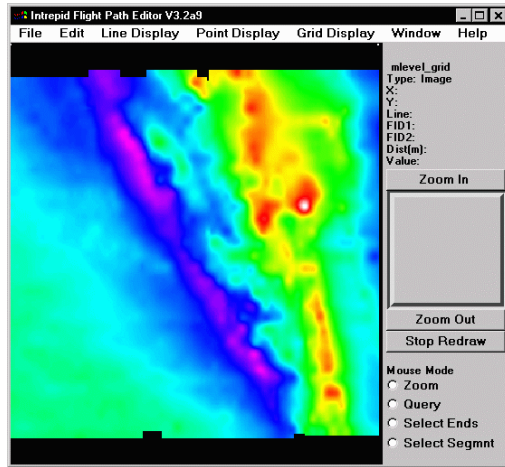 Intrepid Flight Path Editor V3.2a9
File Edit Line Display Point Display Grid Display Window Help
mlevel_grid
Type: Image
X:
Y:
Line:
FID1:
FID2:
Dist(m):
Value:
Zoom In
Zoom Out
Stop Redraw
Mouse Mode
Zoom
Query
Select Ends
Select Segmnt